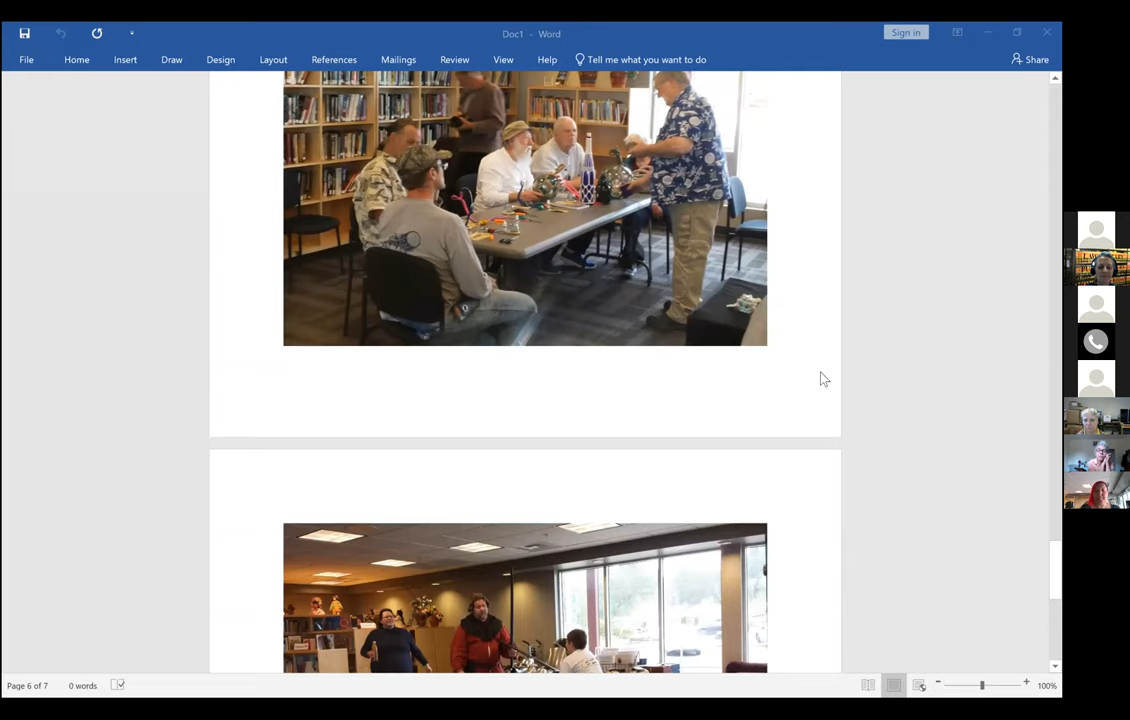 Doc1 - Word
Sign in
File Home Insert Draw Design Layout References Mailings Review View Help Tell me what you want to do Share
Page 6 of 7 0 words 100%